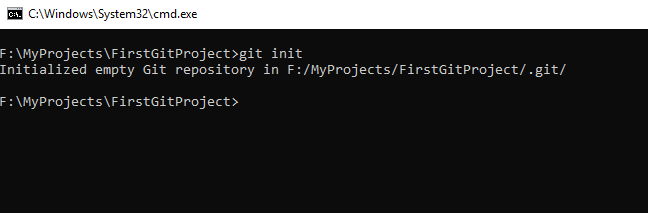 C:\Windows\System32\cmd.exe
F:\MyProjects\FirstGitProject>git init
Initialized empty Git repository in F:/MyProjects/FirstGitProject/.git/
F:\MyProjects\FirstGitProject>